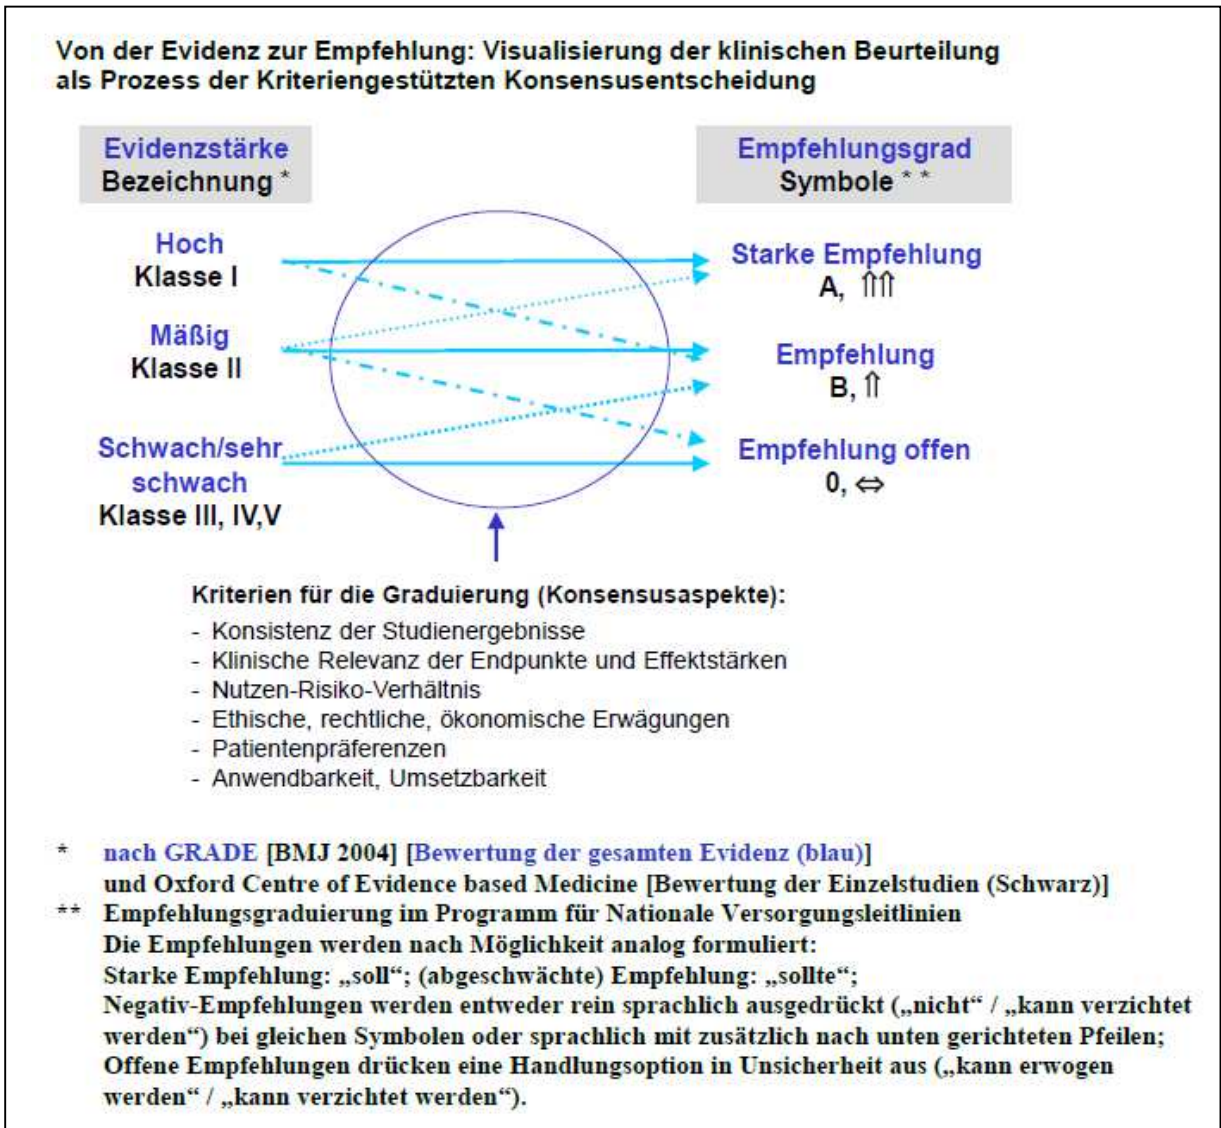 Von der Evidenz zur Empfehlung: Visualisierung der klinischen Beurteilung
als Prozess der Kriteriengestützten Konsensusentscheidung
Evidenzstärke
Bezeichnung *
Empfehlungsgrad
Symbole * *
Hoch
Klasse I
Starke Empfehlung
A, ⇑⇑
Mäßig
Klasse II
Empfehlung
B, ⇑
Schwach/sehr
schwach
Klasse III, IV,V
Empfehlung offen
0, ⇔
Kriterien für die Graduierung (Konsensusaspekte):
- Konsistenz der Studienergebnisse
- Klinische Relevanz der Endpunkte und Effektstärken
- Nutzen-Risiko-Verhältnis
- Ethische, rechtliche, ökonomische Erwägungen
- Patientenpräferenzen
- Anwendbarkeit, Umsetzbarkeit
* nach GRADE [BMJ 2004] [Bewertung der gesamten Evidenz (blau)]
und Oxford Centre of Evidence based Medicine [Bewertung der Einzelstudien (Schwarz)]
** Empfehlungsgraduierung im Programm für Nationale Versorgungsleitlinien
Die Empfehlungen werden nach Möglichkeit analog formuliert:
Starke Empfehlung: „soll“; (abgeschwächte) Empfehlung: „sollte“;
Negativ-Empfehlungen werden entweder rein sprachlich ausgedrückt („nicht“ / „kann verzichtet
werden“) bei gleichen Symbolen oder sprachlich mit zusätzlich nach unten gerichteten Pfeilen;
Offene Empfehlungen drücken eine Handlungsoption in Unsicherheit aus („kann erwogen
werden“ / „kann verzichtet werden“).